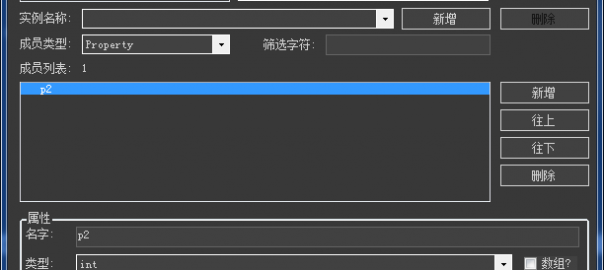 实例名称: 新增 删除
成员类型: Property 筛选字符:
成员列表: 1
p2
新增
往上
往下
删除
属性
名字: p2
类型: int 数组?